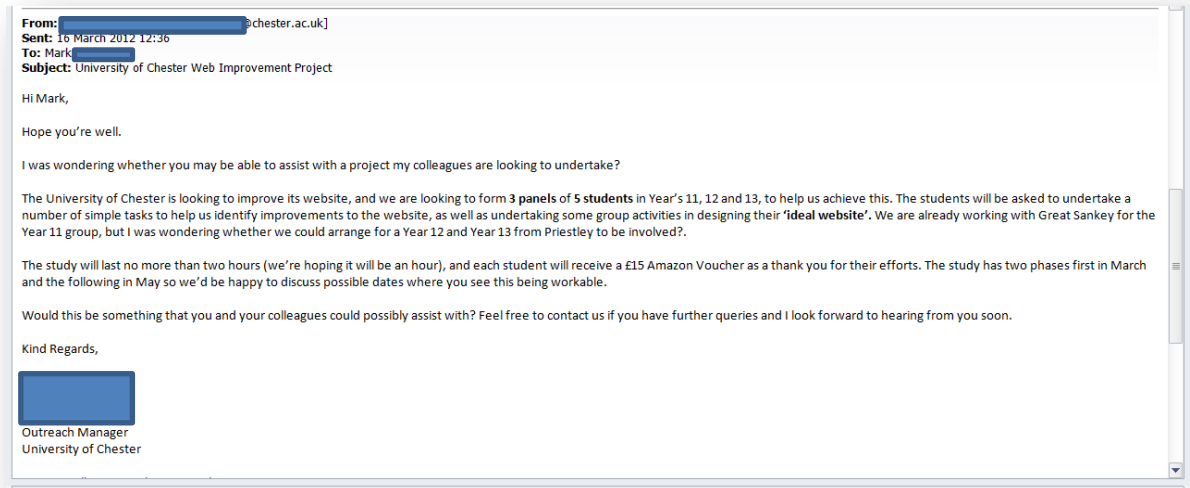 From: @chester.ac.uk]
Sent: 16 March 2012 12:36
To: Mark
Subject: University of Chester Web Improvement Project
Hi Mark,
Hope you're well.
I was wondering whether you may be able to assist with a project my colleagues are looking to undertake?
The University of Chester is looking to improve its website, and we are looking to form 3 panels of 5 students in Year's 11, 12 and 13, to help us achieve this. The students will be asked to undertake a
number of simple tasks to help us identify improvements to the website, as well as undertaking some group activities in designing their 'ideal website'. We are already working with Great Sankey for the
Year 11 group, but I was wondering whether we could arrange for a Year 12 and Year 13 from Priestley to be involved?.
The study will last no more than two hours (we're hoping it will be an hour), and each student will receive a £15 Amazon Voucher as a thank you for their efforts. The study has two phases first in March
and the following in May so we'd be happy to discuss possible dates where you see this being workable.
Would this be something that you and your colleagues could possibly assist with? Feel free to contact us if you have further queries and I look forward to hearing from you soon.
Kind Regards,
Outreach Manager
University of Chester